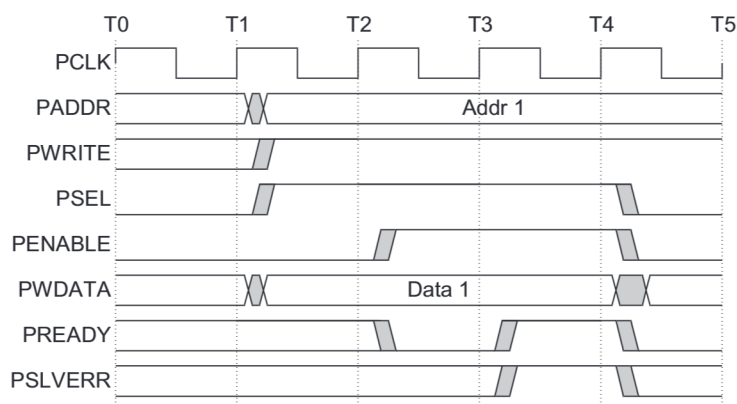 T0 T1 T2 T3 T4 T5
PCLK
PADDR Addr 1
PWRITE
PSEL
PENABLE
PWDATA Data 1
PREADY
PSLVERR